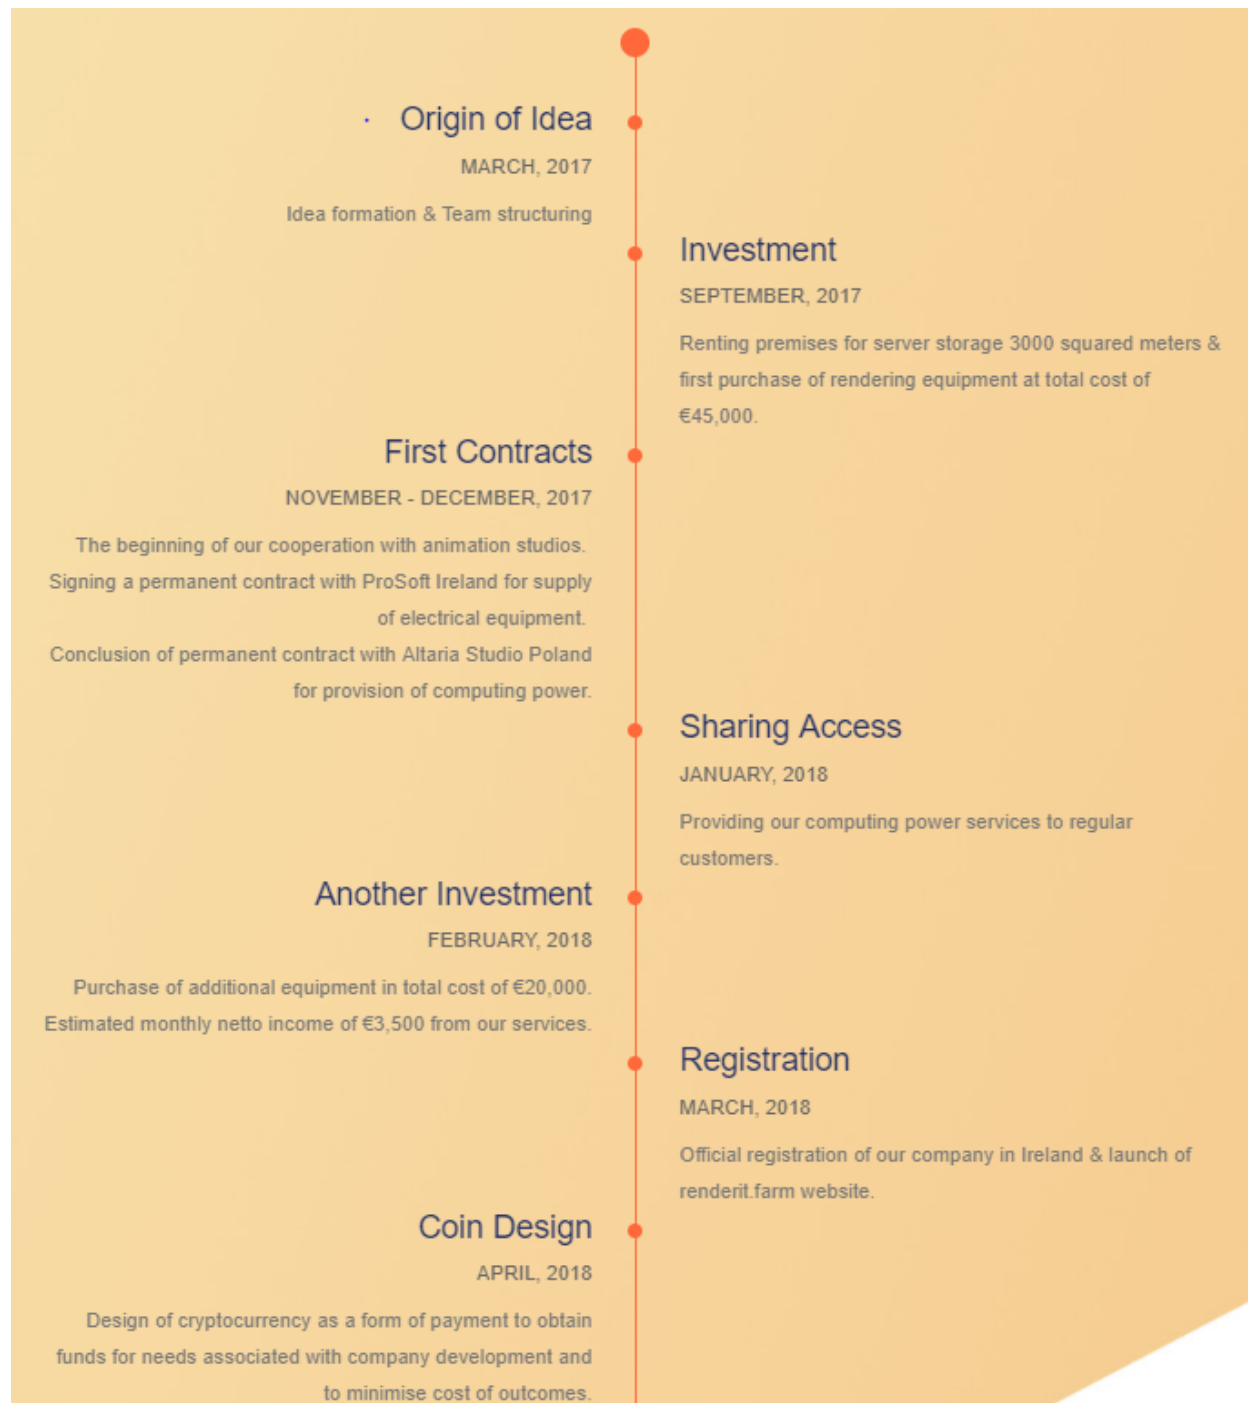 Origin of Idea
MARCH, 2017
Idea formation & Team structuring
Investment
SEPTEMBER, 2017
Renting premises for server storage 3000 squared meters &
first purchase of rendering equipment at total cost of
€45,000.
First Contracts
NOVEMBER - DECEMBER, 2017
The beginning of our cooperation with animation studios.
Signing a permanent contract with ProSoft Ireland for supply
of electrical equipment.
Conclusion of permanent contract with Altaria Studio Poland
for provision of computing power.
Sharing Access
JANUARY, 2018
Providing our computing power services to regular
customers.
Another Investment
FEBRUARY, 2018
Purchase of additional equipment in total cost of €20,000.
Estimated monthly netto income of €3,500 from our services.
Registration
MARCH, 2018
Official registration of our company in Ireland & launch of
renderit.farm website.
Coin Design
APRIL, 2018
Design of cryptocurrency as a form of payment to obtain
funds for needs associated with company development and
to minimise cost of outcomes.